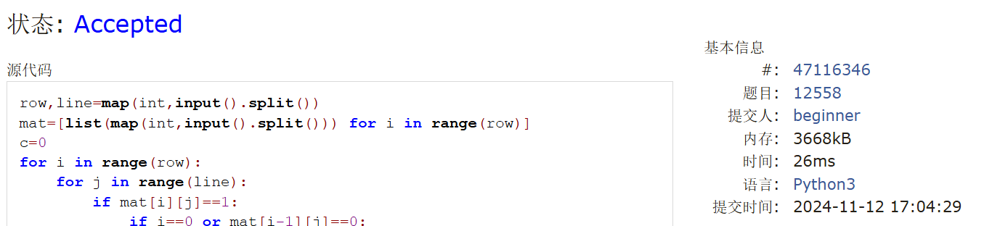 状态: Accepted
源代码
row,line=map(int,input().split())
mat=[list(map(int,input().split())) for i in range(row)]
c=0
for i in range(row):
    for j in range(line):
        if mat[i][j]==1:
            if i==0 or mat[i-1][j]==0:
基本信息
#: 47116346
题目: 12558
提交人: beginner
内存: 3668kB
时间: 26ms
语言: Python3
提交时间: 2024-11-12 17:04:29